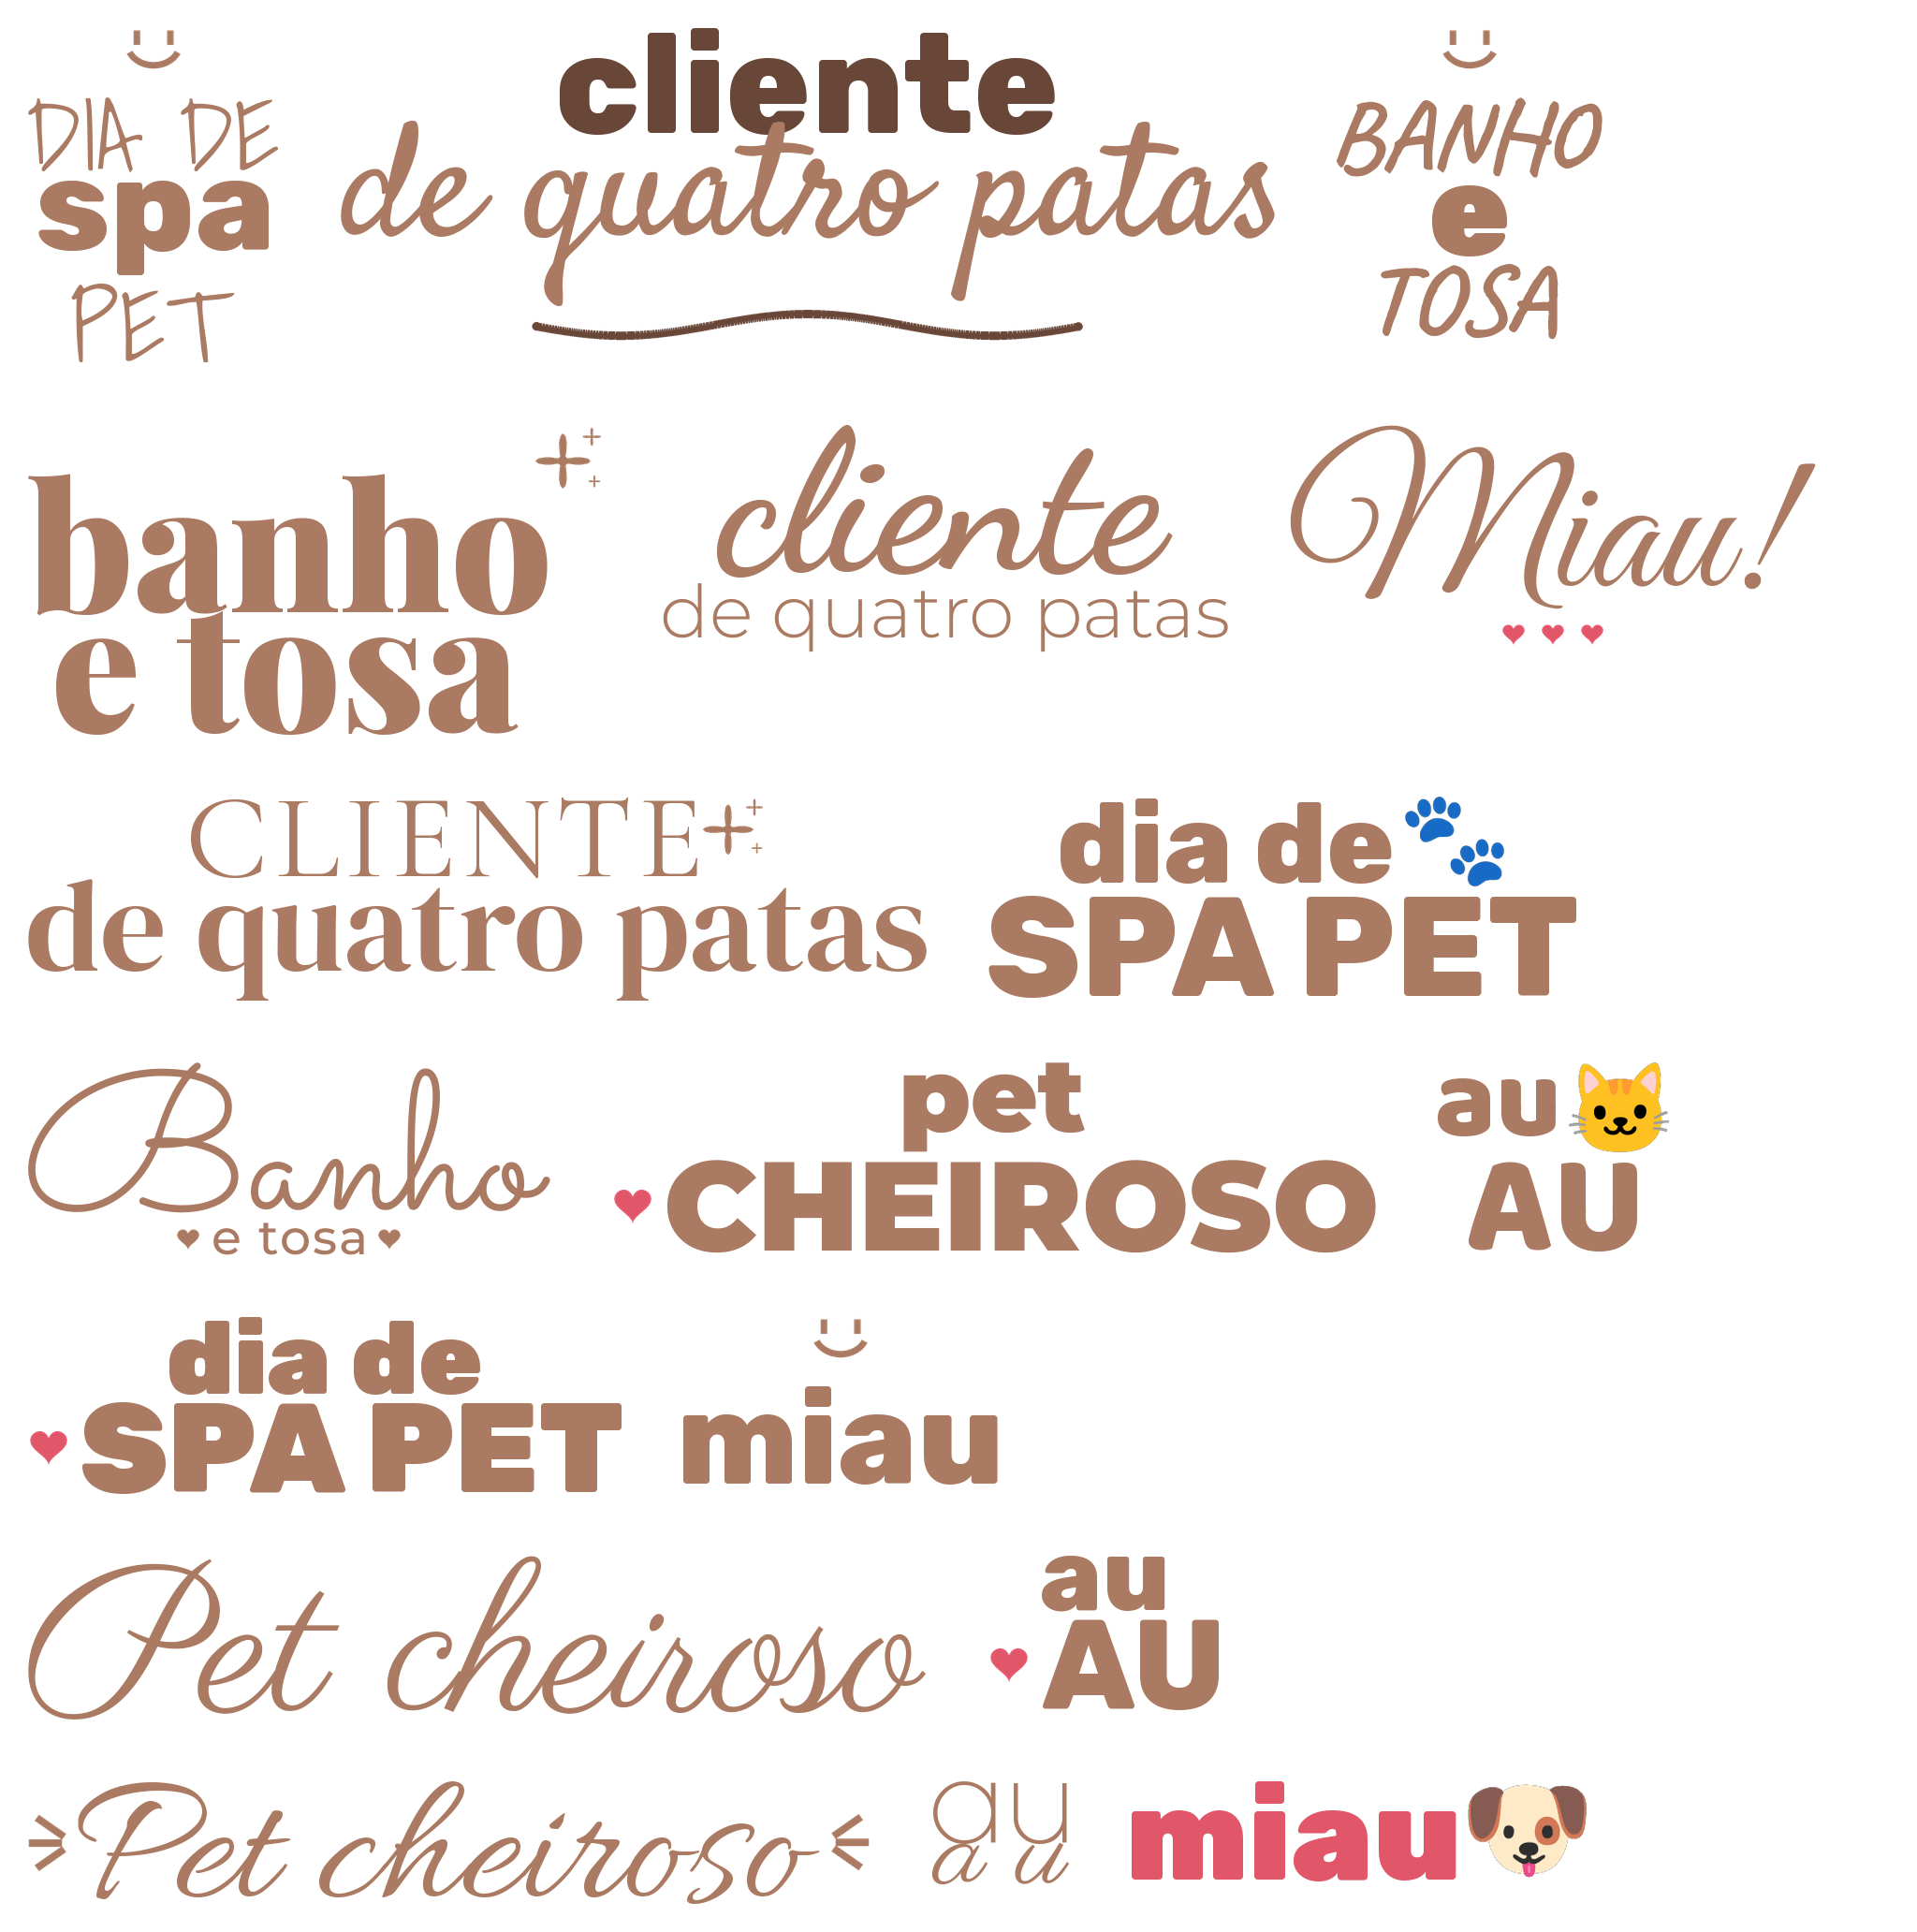 DIA DE
spa
PET
cliente
de quatro patas
BANHO
e
TOSA
banho
e tosa
cliente
de quatro patas
Miau!
CLIENTE
de quatro patas
dia de
SPA PET
Banho
e tosa
pet
CHEIROSO
au
AU
dia de
SPA PET
miau
Pet cheiroso
au
AU
Pet cheiroso
au
au
miau